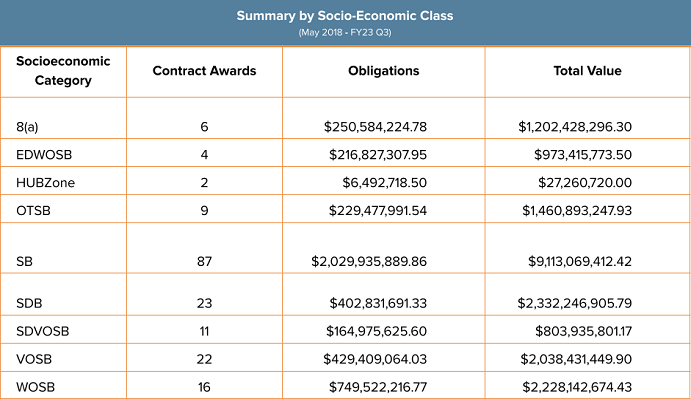 Summary by Socio-Economic Class
(May 2018 - FY23 Q3)
Socioeconomic Category Contract Awards Obligations Total Value
8(a) 6 $250,584,224.78 $1,202,428,296.30
EDWOSB 4 $216,827,307.95 $973,415,773.50
HUBZone 2 $6,492,718.50 $27,260,720.00
OTSB 9 $229,477,991.54 $1,460,893,247.93
SB 87 $2,029,935,889.86 $9,113,069,412.42
SDB 23 $402,831,691.33 $2,332,246,905.79
SDVOSB 11 $164,975,625.60 $803,935,801.17
VOSB 22 $429,409,064.03 $2,038,431,449.90
WOSB 16 $749,522,216.77 $2,228,142,674.43